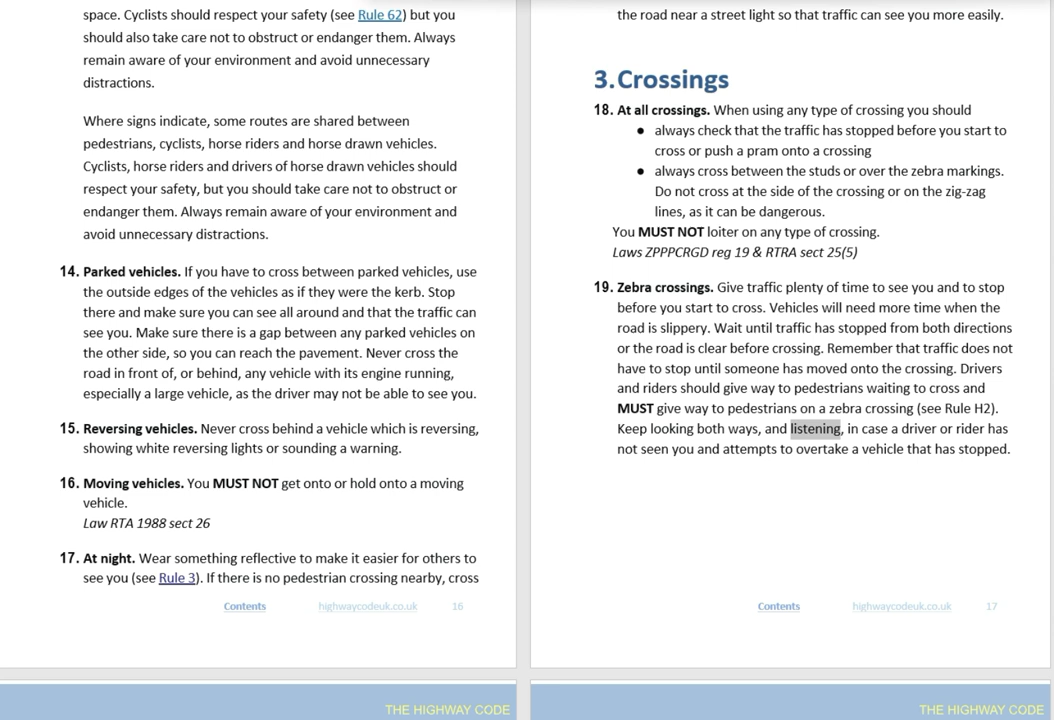 space. Cyclists should respect your safety (see Rule 62) but you
should also take care not to obstruct or endanger them. Always
remain aware of your environment and avoid unnecessary
distractions.
Where signs indicate, some routes are shared between
pedestrians, cyclists, horse riders and horse drawn vehicles.
Cyclists, horse riders and drivers of horse drawn vehicles should
respect your safety, but you should take care not to obstruct or
endanger them. Always remain aware of your environment and
avoid unnecessary distractions.
14. Parked vehicles. If you have to cross between parked vehicles, use
the outside edges of the vehicles as if they were the kerb. Stop
there and make sure you can see all around and that the traffic can
see you. Make sure there is a gap between any parked vehicles on
the other side, so you can reach the pavement. Never cross the
road in front of, or behind, any vehicle with its engine running,
especially a large vehicle, as the driver may not be able to see you.
15. Reversing vehicles. Never cross behind a vehicle which is reversing,
showing white reversing lights or sounding a warning.
16. Moving vehicles. You MUST NOT get onto or hold onto a moving
vehicle.
Law RTA 1988 sect 26
17. At night. Wear something reflective to make it easier for others to
see you (see Rule 3). If there is no pedestrian crossing nearby, cross
Contents highwaycodeuk.co.uk 16
THE HIGHWAY CODE
the road near a street light so that traffic can see you more easily.
3. Crossings
18. At all crossings. When using any type of crossing you should
● always check that the traffic has stopped before you start to
cross or push a pram onto a crossing
● always cross between the studs or over the zebra markings.
Do not cross at the side of the crossing or on the zig-zag
lines, as it can be dangerous.
You MUST NOT loiter on any type of crossing.
Laws ZPPPCRGD reg 19 & RTRA sect 25(5)
19. Zebra crossings. Give traffic plenty of time to see you and to stop
before you start to cross. Vehicles will need more time when the
road is slippery. Wait until traffic has stopped from both directions
or the road is clear before crossing. Remember that traffic does not
have to stop until someone has moved onto the crossing. Drivers
and riders should give way to pedestrians waiting to cross and
MUST give way to pedestrians on a zebra crossing (see Rule H2).
Keep looking both ways, and listening, in case a driver or rider has
not seen you and attempts to overtake a vehicle that has stopped.
Contents highwaycodeuk.co.uk 17
THE HIGHWAY CODE